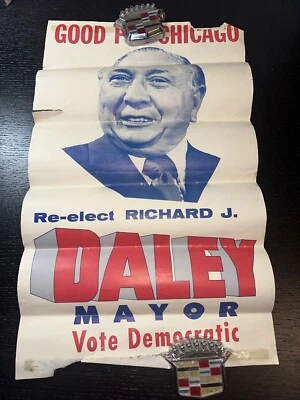 GOOD F CHICAGO
Re-elect RICHARD J.
DALEY
MAYOR
Vote Democratic